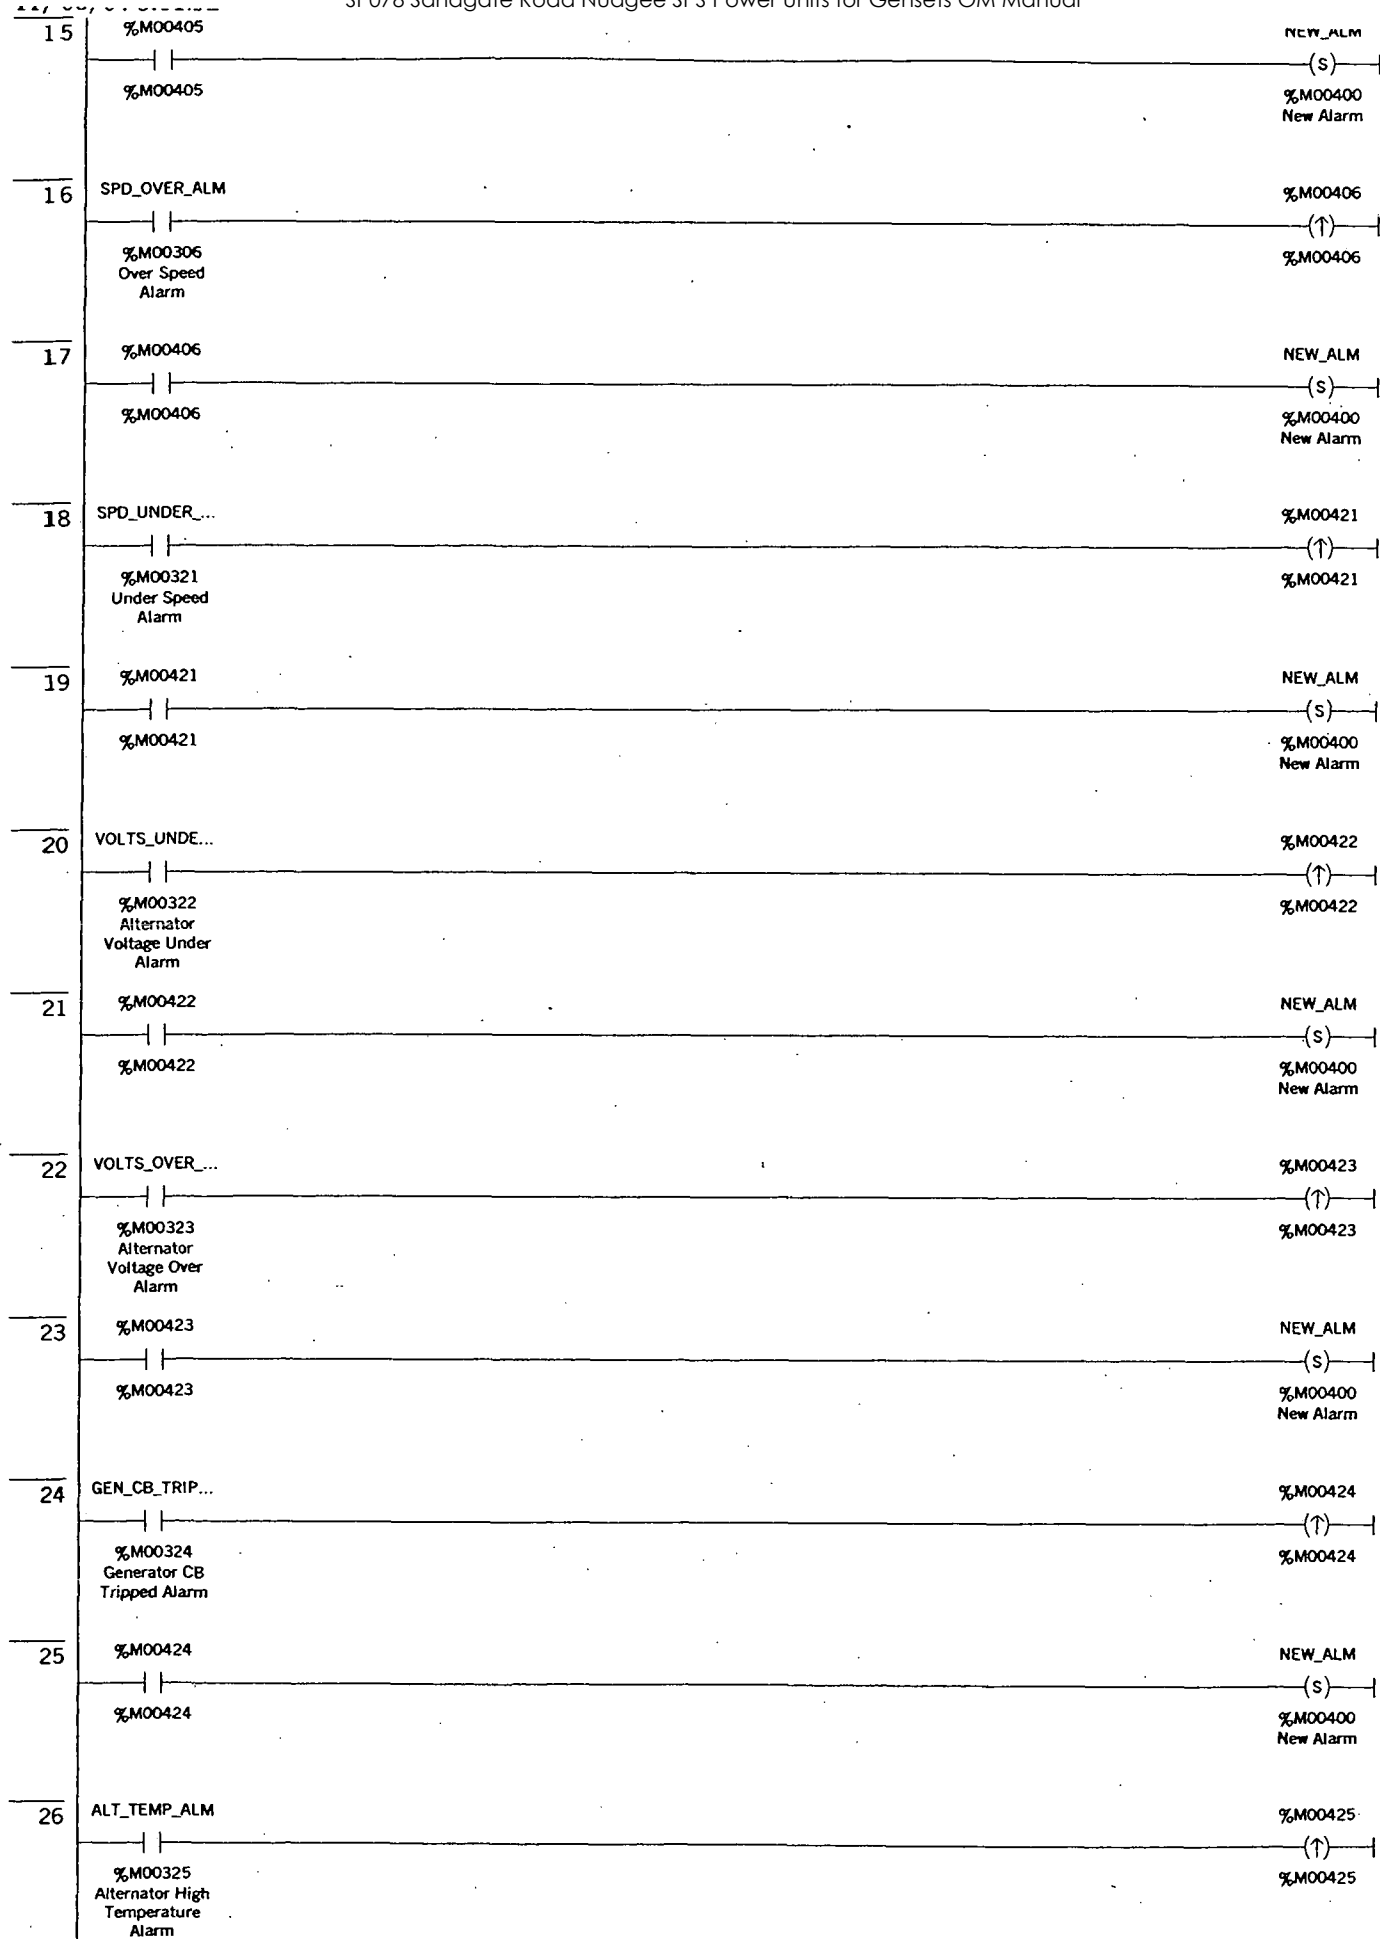 SP078 Sandgate Road Nudgee SPS Power Units for Gensets OM Manual
15
%M00405
NEW_ALM
(S)
%M00405
%M00400
New Alarm
16
SPD_OVER_ALM
%M00406
(↑)
%M00306
Over Speed
Alarm
%M00406
17
%M00406
NEW_ALM
(S)
%M00406
%M00400
New Alarm
18
SPD_UNDER_...
%M00421
(↑)
%M00321
Under Speed
Alarm
%M00421
19
%M00421
NEW_ALM
(S)
%M00421
%M00400
New Alarm
20
VOLTS_UNDE...
%M00422
(↑)
%M00322
Alternator
Voltage Under
Alarm
%M00422
21
%M00422
NEW_ALM
(S)
%M00422
%M00400
New Alarm
22
VOLTS_OVER_...
%M00423
(↑)
%M00323
Alternator
Voltage Over
Alarm
%M00423
23
%M00423
NEW_ALM
(S)
%M00423
%M00400
New Alarm
24
GEN_CB_TRIP...
%M00424
(↑)
%M00324
Generator CB
Tripped Alarm
%M00424
25
%M00424
NEW_ALM
(S)
%M00424
%M00400
New Alarm
26
ALT_TEMP_ALM
%M00425
(↑)
%M00325
Alternator High
Temperature
Alarm
%M00425